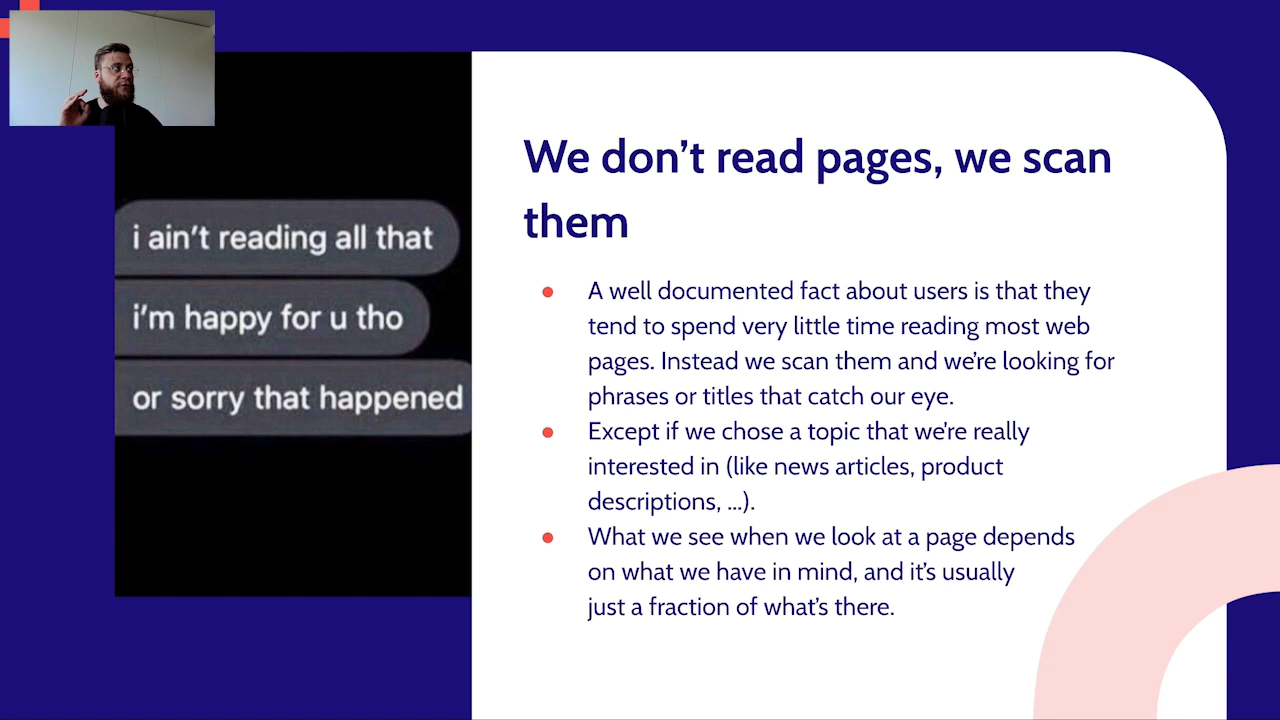 i ain't reading all that
i'm happy for u tho
or sorry that happened
We don't read pages, we scan
them
● A well documented fact about users is that they
tend to spend very little time reading most web
pages. Instead we scan them and we're looking for
phrases or titles that catch our eye.
● Except if we chose a topic that we're really
interested in (like news articles, product
descriptions, ...).
● What we see when we look at a page depends
on what we have in mind, and it's usually
just a fraction of what's there.